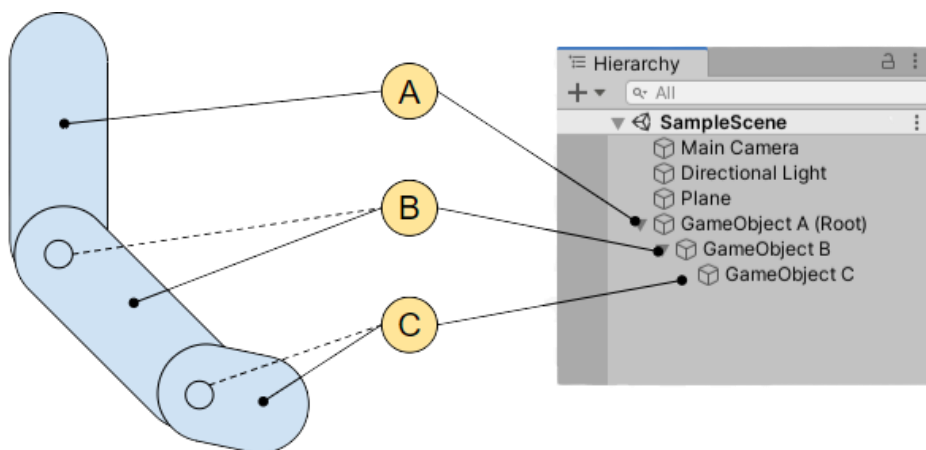 A
B
C
Hierarchy
All
SampleScene
Main Camera
Directional Light
Plane
GameObject A (Root)
GameObject B
GameObject C